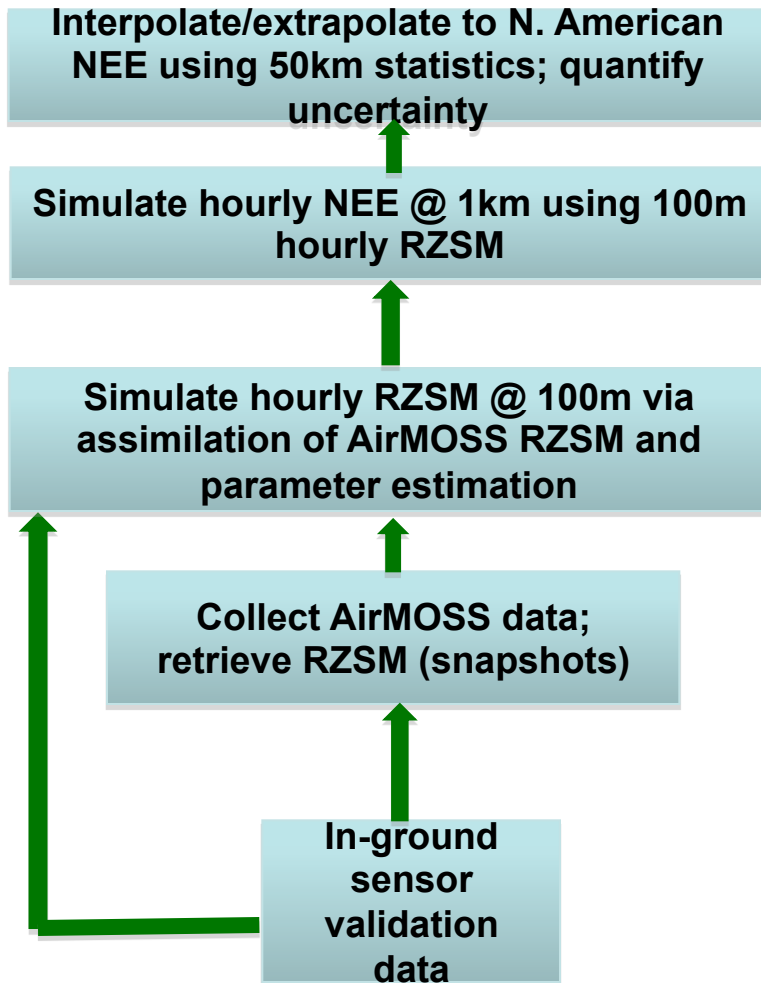 Interpolate/extrapolate to N. American
NEE using 50km statistics; quantify
uncertainty
Simulate hourly NEE @ 1km using 100m
hourly RZSM
Simulate hourly RZSM @ 100m via
assimilation of AirMOSS RZSM and
parameter estimation
Collect AirMOSS data;
retrieve RZSM (snapshots)
In-ground
sensor
validation
data